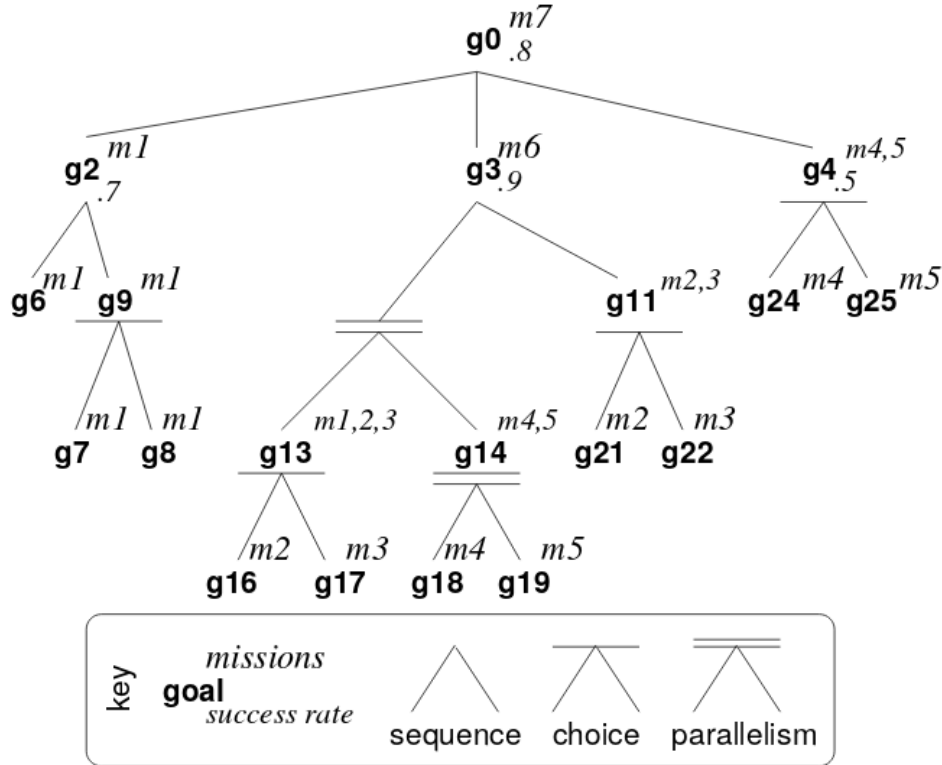 g0 m7 .8
g2 m1 .7
g3 m6 .9
g4 m4,5 .5
g6 m1
g9 m1
g11 m2,3
g24 m4
g25 m5
g7 m1
g8 m1
g13 m1,2,3
g14 m4,5
g21 m2
g22 m3
g16 m2
g17 m3
g18 m4
g19 m5
key
missions
goal
success rate
sequence
choice
parallelism